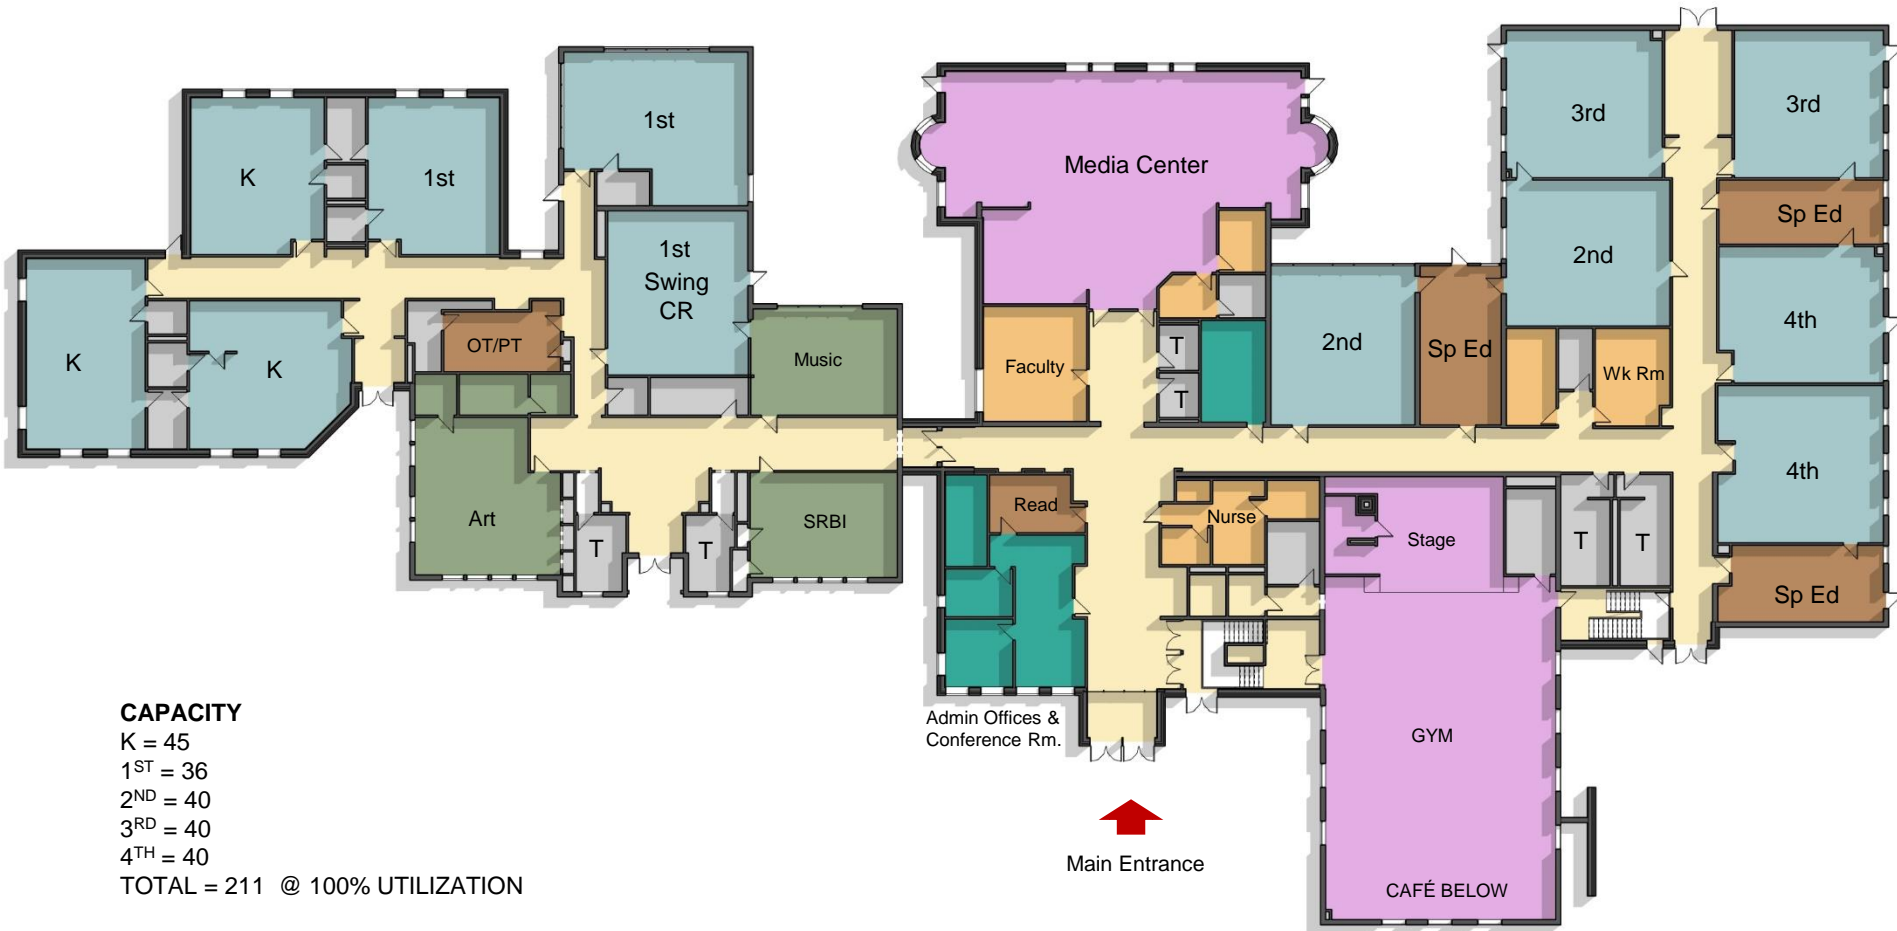 3rd
3rd
1st
Media Center
K
1st
Sp Ed
1st
Swing
CR
2nd
4th
OT/PT
Music
Faculty
T
2nd
Sp Ed
Wk Rm
K
K
T
4th
Art
SRBI
Read
Nurse
Stage
T
T
T
T
Sp Ed
Admin Offices &
Conference Rm.
GYM
Main Entrance
CAFÉ BELOW
CAPACITY
K = 45
1ST = 36
2ND = 40
3RD = 40
4TH = 40
TOTAL = 211 @ 100% UTILIZATION